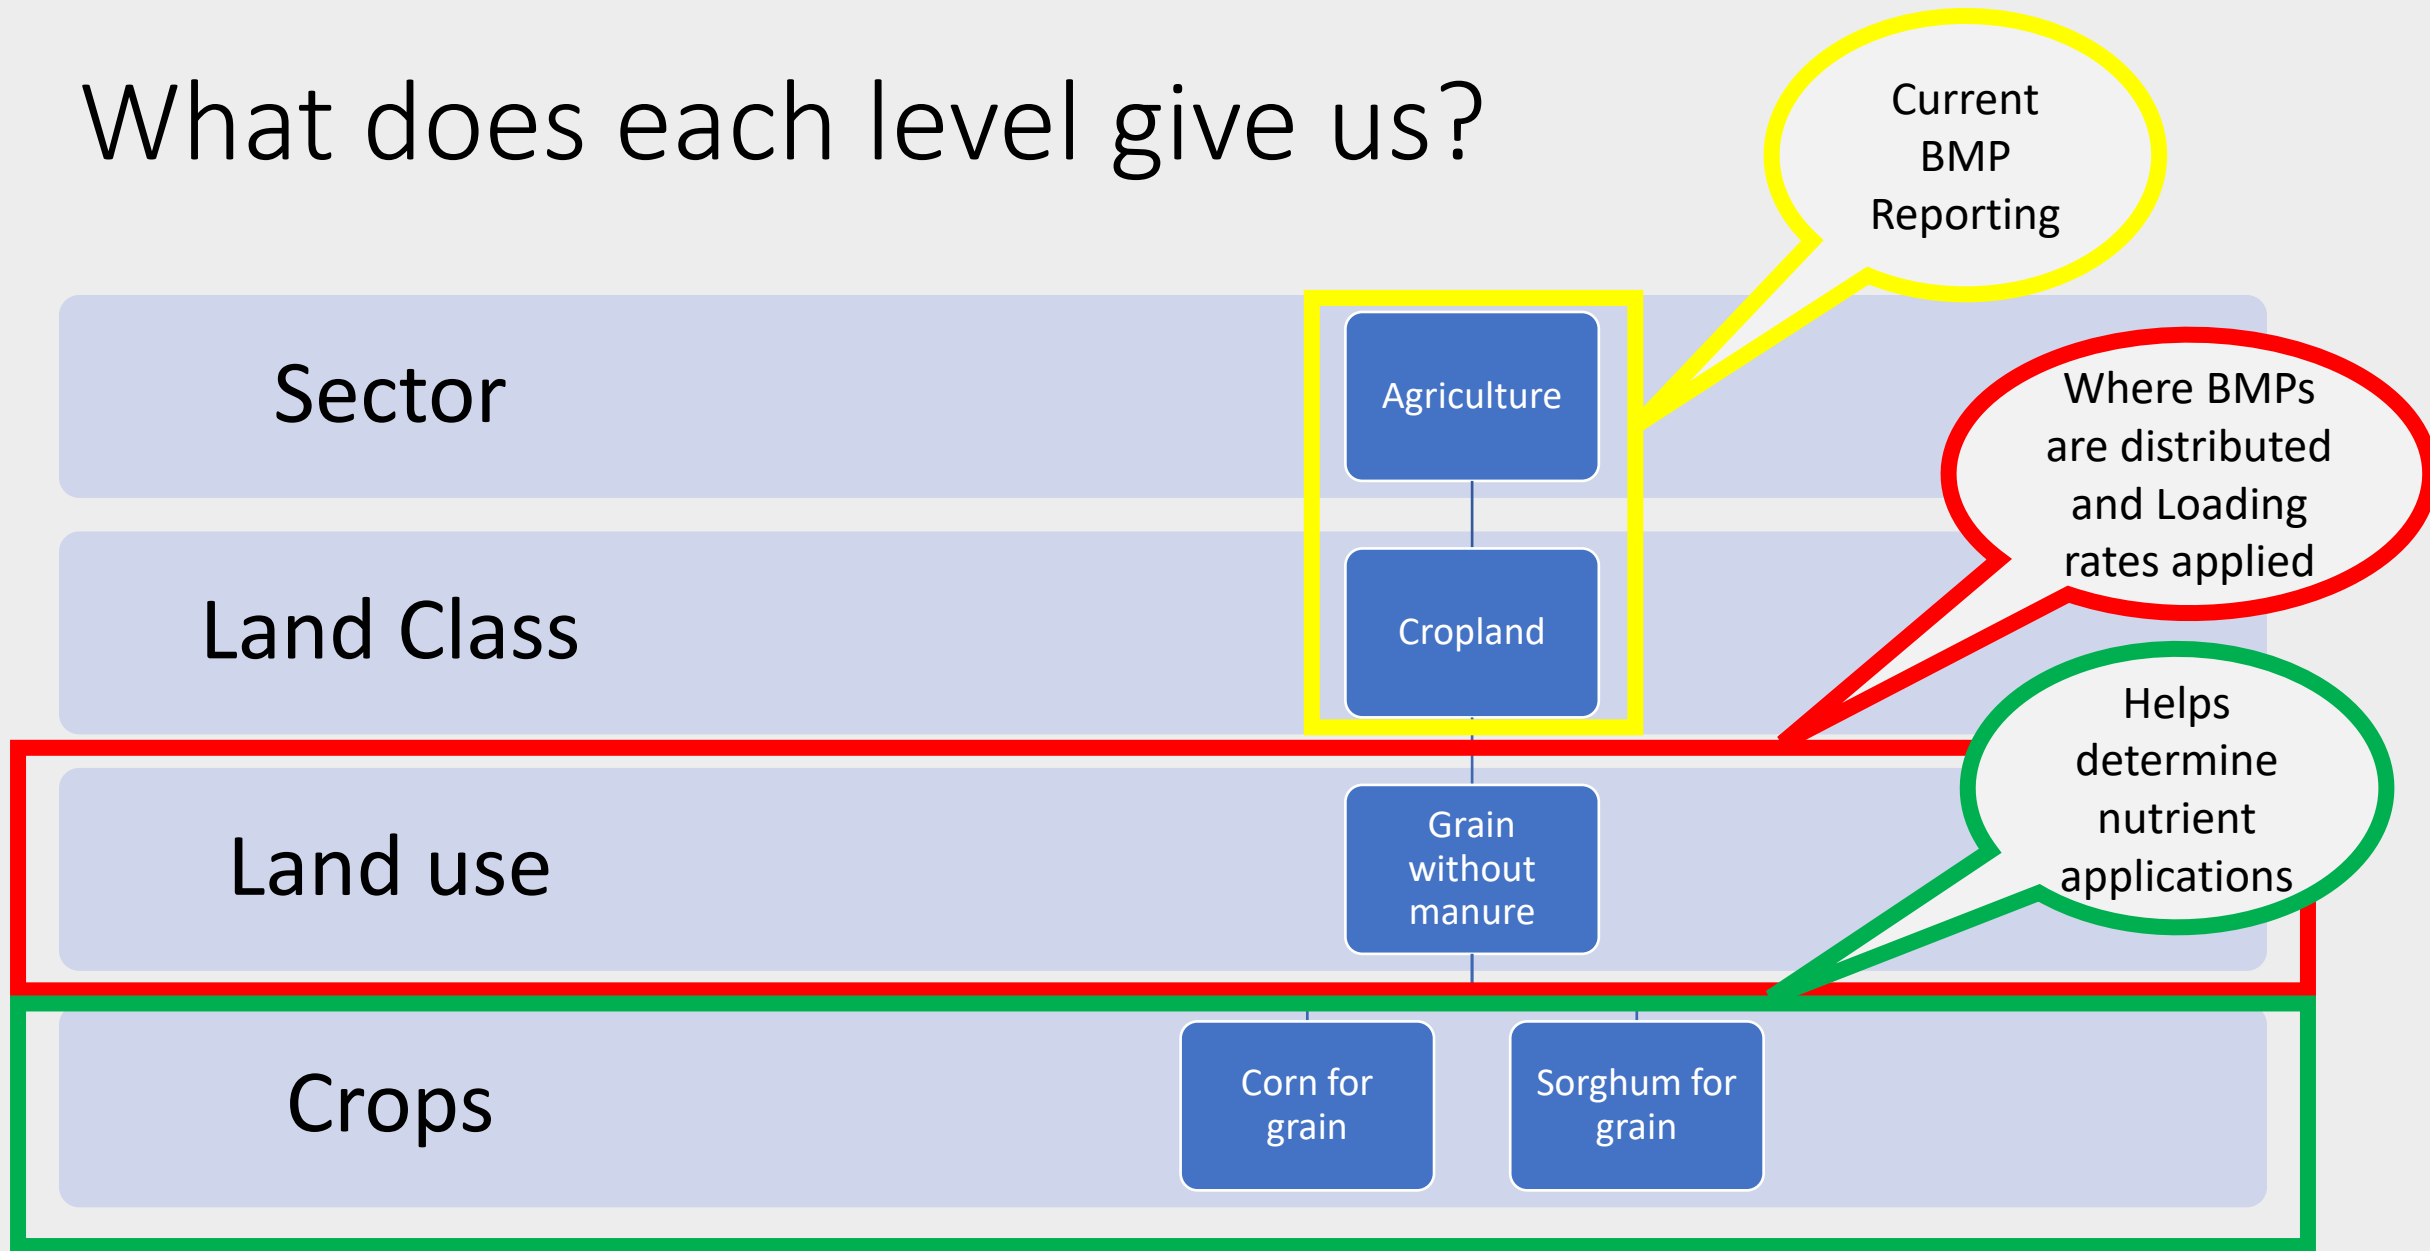 What does each level give us?
Current
BMP
Reporting
Sector
Agriculture
Where BMPs
are distributed
and Loading
rates applied
Land Class
Cropland
Helps
determine
nutrient
applications
Land use
Grain
without
manure
Crops
Corn for
grain
Sorghum for
grain